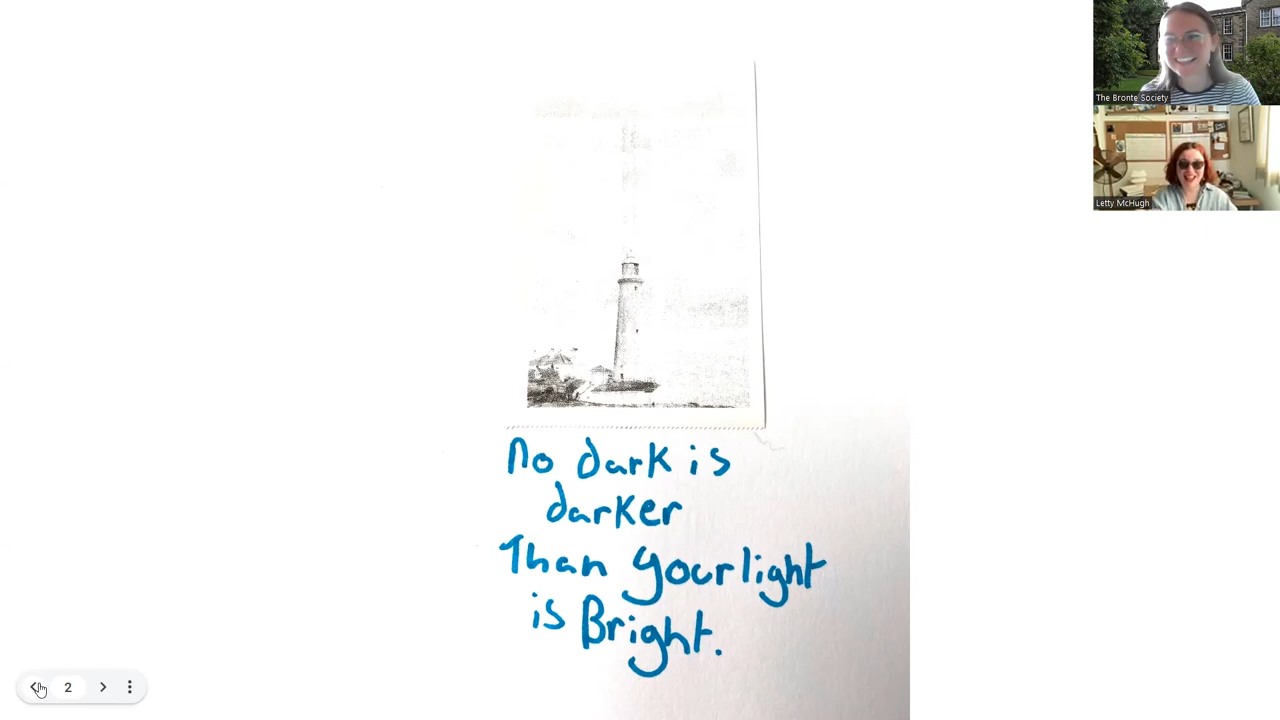 The Bronte Society
Letty McHugh
No dark is
darker
Than your light
is Bright.
2